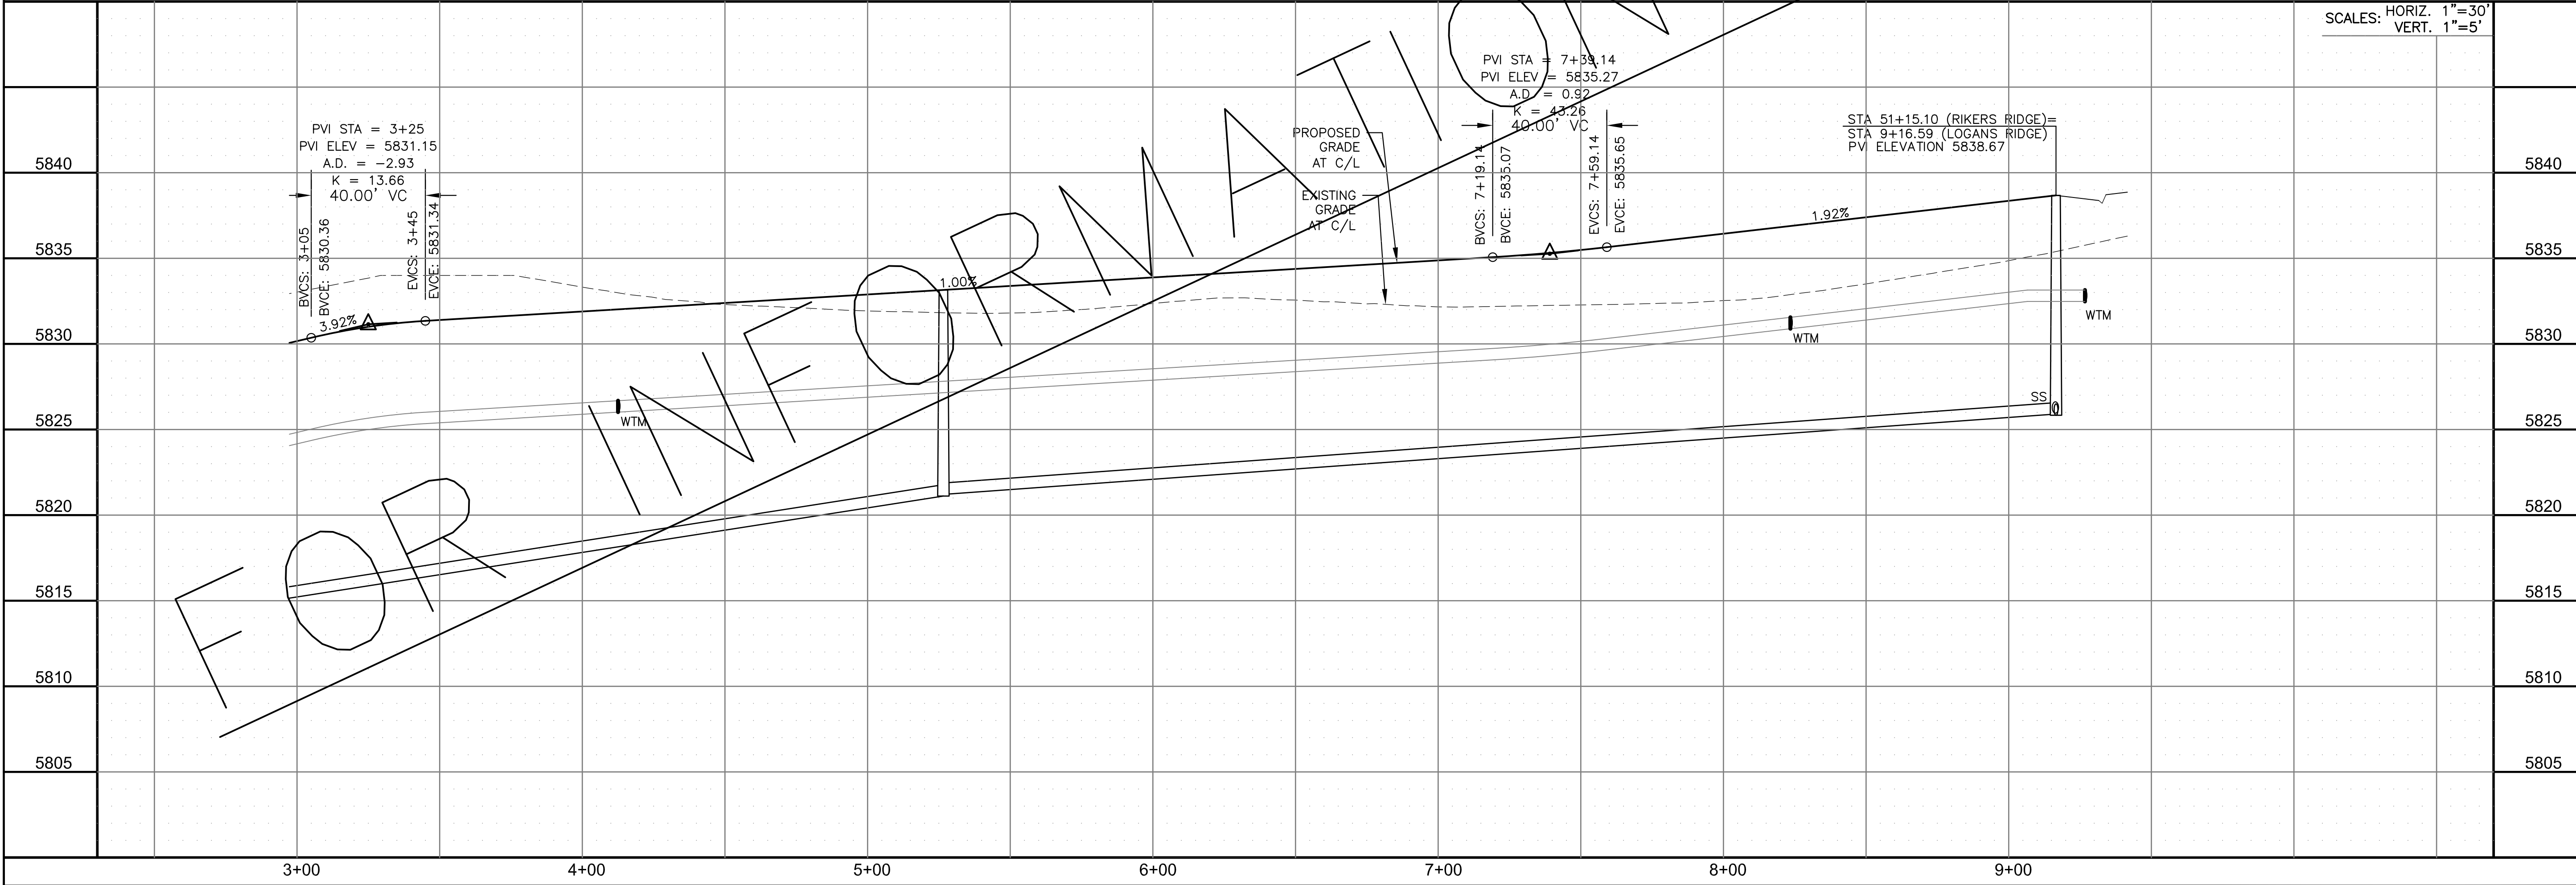 SCALES: HORIZ. 1"=30'
VERT. 1"=5'
PVI STA = 7+39.14
PVI ELEV = 5835.27
A.D. = 0.92
K = 43.26
40.00' VC
BVCS: 7+19.14
BVCE: 5835.07
EVCS: 7+59.14
EVCE: 5835.65
PVI STA = 3+25
PVI ELEV = 5831.15
A.D. = -2.93
K = 13.66
40.00' VC
BVCS: 3+05
BVCE: 5830.36
EVCS: 3+45
EVCE: 5831.34
PROPOSED
GRADE
AT C/L
EXISTING
GRADE
AT C/L
STA 51+15.10 (RIKERS RIDGE)=
STA 9+16.59 (LOGANS RIDGE)
PVI ELEVATION 5838.67
3.92%
1.00%
1.92%
WTM
WTM
WTM
SS
FOR INFORMATION
5840
5835
5830
5825
5820
5815
5810
5805
5840
5835
5830
5825
5820
5815
5810
5805
3+00
4+00
5+00
6+00
7+00
8+00
9+00